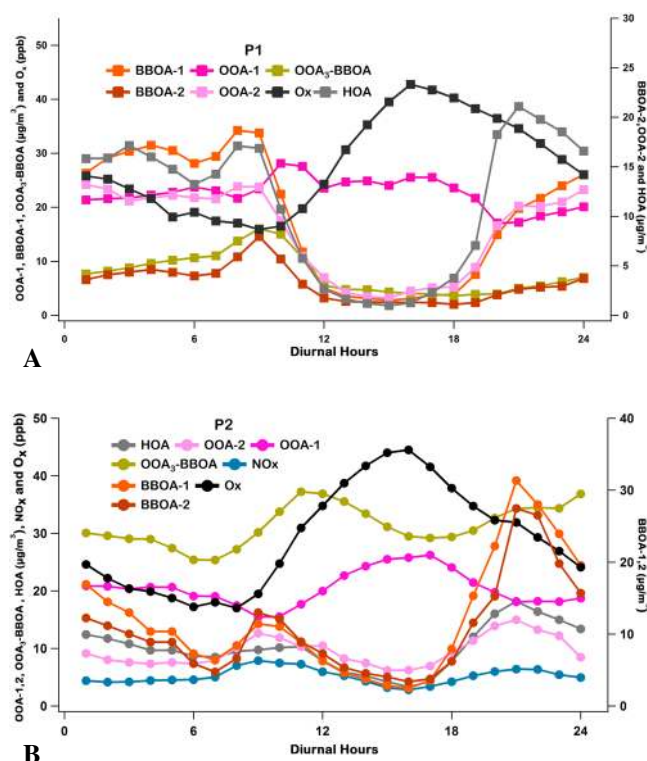 P1
BBOA-1 OOA-1 OOA3-BBOA
BBOA-2 OOA-2 Ox HOA
OOA-1, BBOA-1, OOA3-BBOA (µg/m3) and Ox (ppb)
50
40
30
20
10
0
30
25
20
15
10
5
0
BBOA-2,OOA-2 and HOA (µg/m-3)
0 6 12 18 24
Diurnal Hours
A
P2
HOA OOA-2 OOA-1
OOA3-BBOA NOx
BBOA-1 Ox
BBOA-2
OOA-1,2, OOA3-BBOA , HOA (µg/m3), NOx and OX (ppb)
50
40
30
20
10
0
40
30
20
10
0
BBOA-1,2 (µg/m-3)
0 6 12 18 24
Diurnal Hours
B